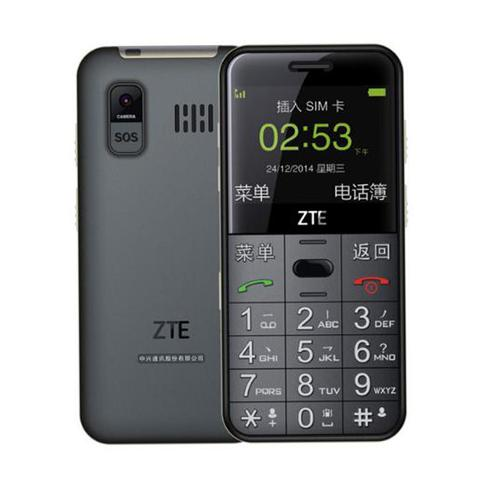 CAMERA
SOS
ZTE
中兴通讯股份有限公司
插入 SIM 卡
02:53 下午
24/12/2014 星期三
菜单 电话簿
ZTE
菜单 返回
1 2 ABC 3 DEF
4 GHI 5 JKL 6 MNO
7 PQRS 8 TUV 9 WXYZ
* + 0 #